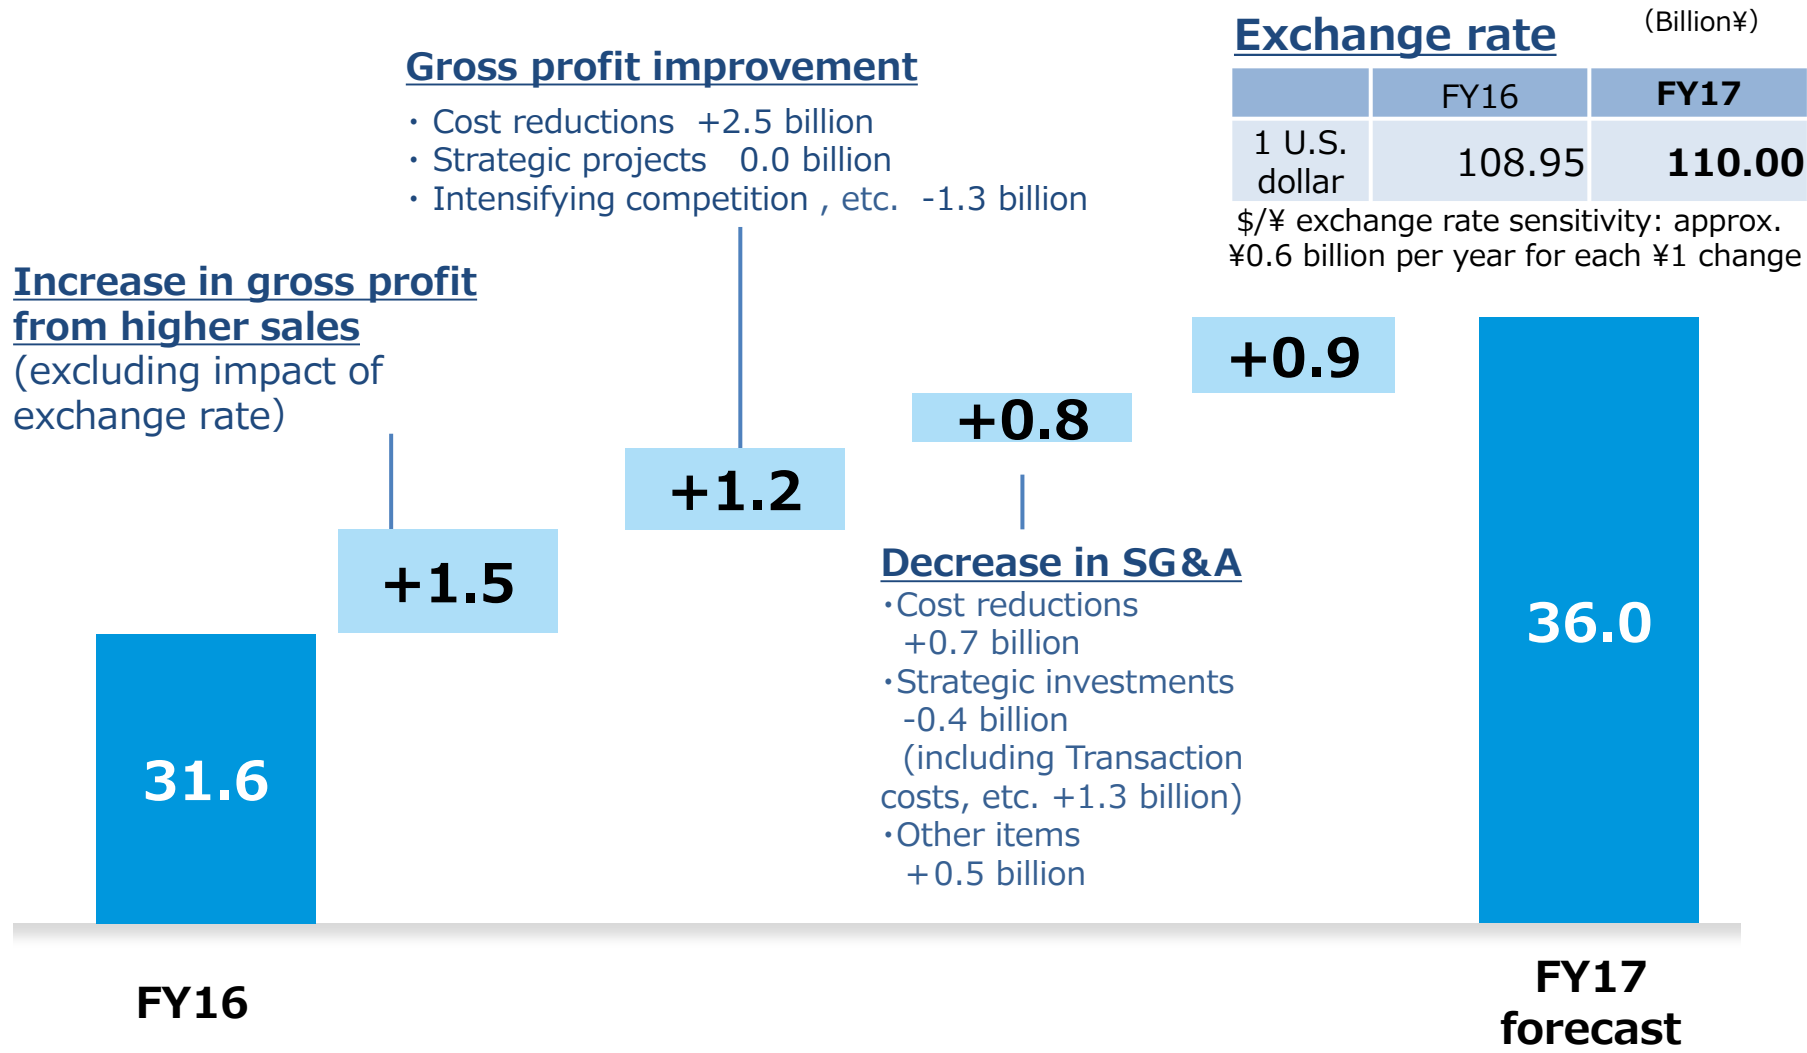 （Billion¥）
Exchange rate
FY16 FY17
1 U.S.
dollar
108.95 110.00
$/¥ exchange rate sensitivity: approx.
¥0.6 billion per year for each ¥1 change
Gross profit improvement
・Cost reductions +2.5 billion
・Strategic projects 0.0 billion
・Intensifying competition , etc. -1.3 billion
Increase in gross profit
from higher sales
(excluding impact of
exchange rate）
+0.9
+0.8
+1.2
+1.5
Decrease in SG&A
・Cost reductions
+0.7 billion
・Strategic investments
-0.4 billion
(including Transaction
costs, etc. +1.3 billion)
・Other items
＋0.5 billion
31.6
36.0
FY16
FY17
forecast